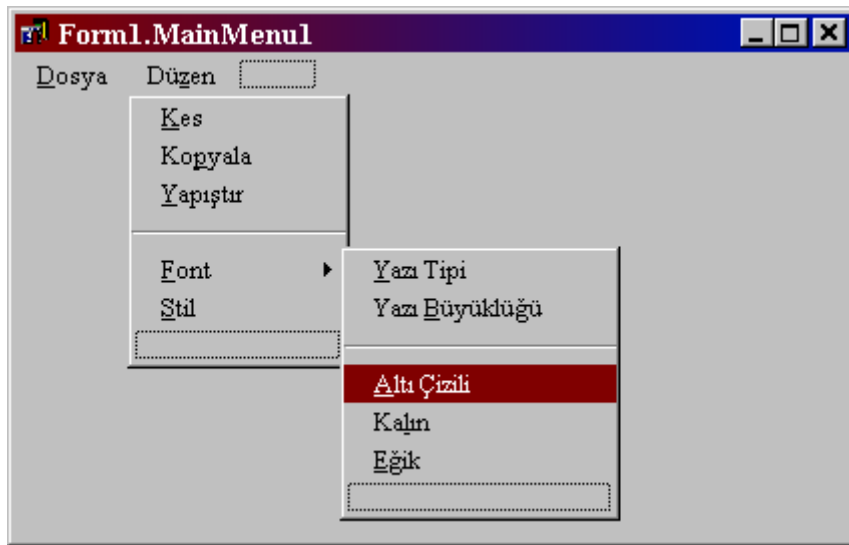 Form1.MainMenu1
Dosya Düzen
Kes
Kopyala
Yapıştır
Font
Stil
Yazı Tipi
Yazı Büyüklüğü
Altı Çizili
Kalın
Eğik